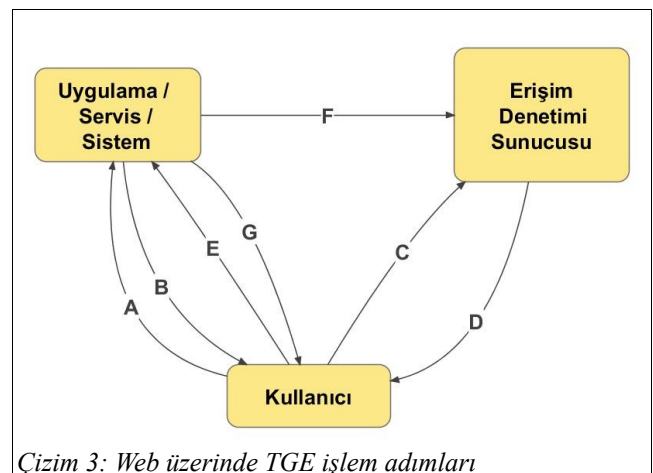 Uygulama /
Servis /
Sistem
Erişim
Denetimi
Sunucusu
F
E
G
C
B
A
D
Kullanıcı
Çizim 3: Web üzerinde TGE işlem adımları